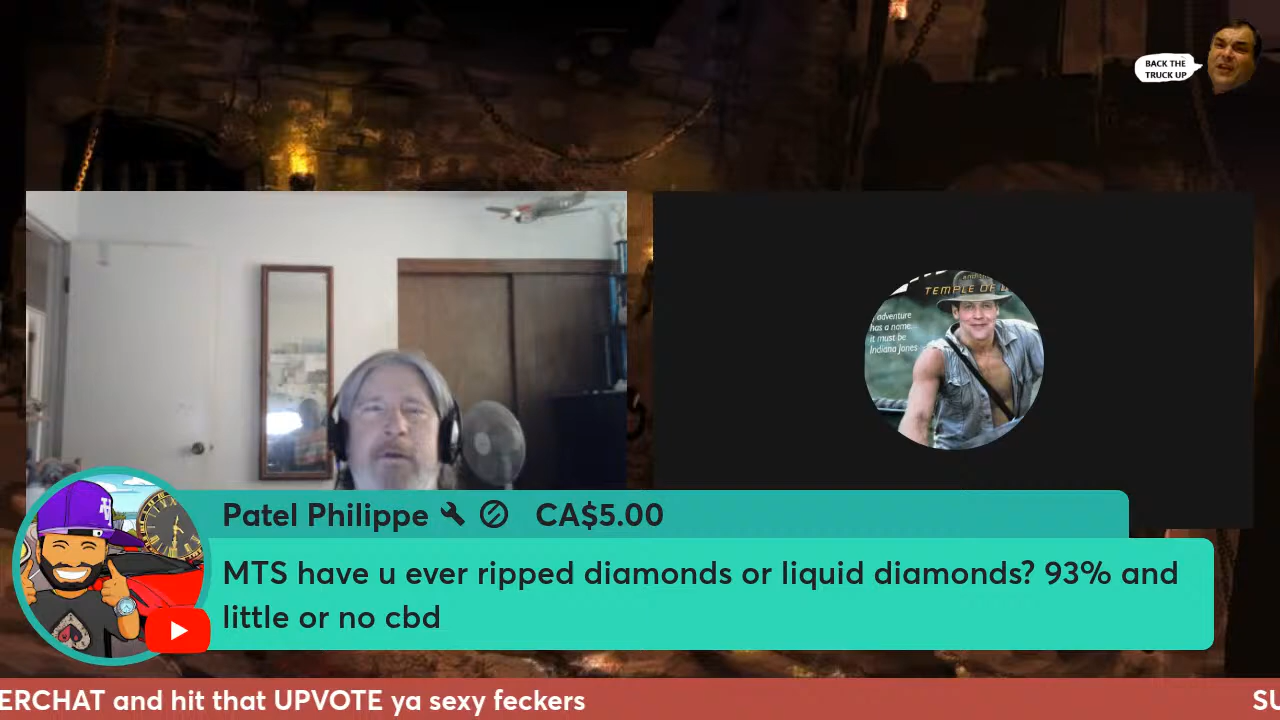 BACK THE
TRUCK UP
TEMPLE OF
adventure
has a name...
it must be
Indiana Jones
Patel Philippe CA$5.00
MTS have u ever ripped diamonds or liquid diamonds? 93% and
little or no cbd
ERCHAT and hit that UPVOTE ya sexy feckers
SU